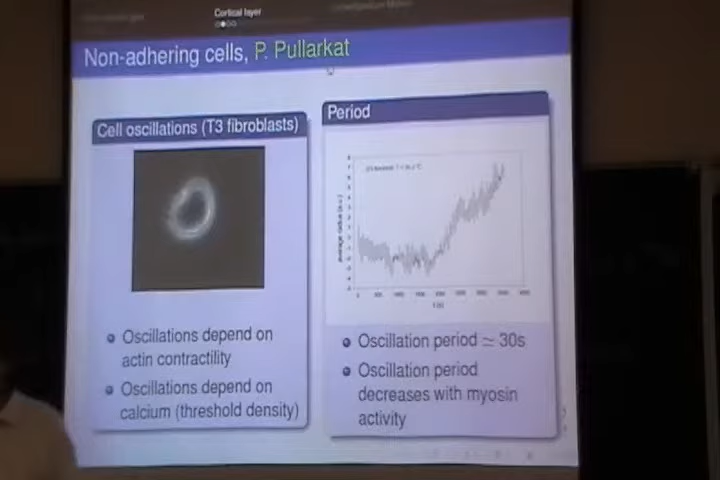 Cortical layer
Non-adhering cells, P. Pullarkat
Cell oscillations (T3 fibroblasts)
Oscillations depend on
actin contractility
Oscillations depend on
calcium (threshold density)
Period
Oscillation period ≃ 30s
Oscillation period
decreases with myosin
activity